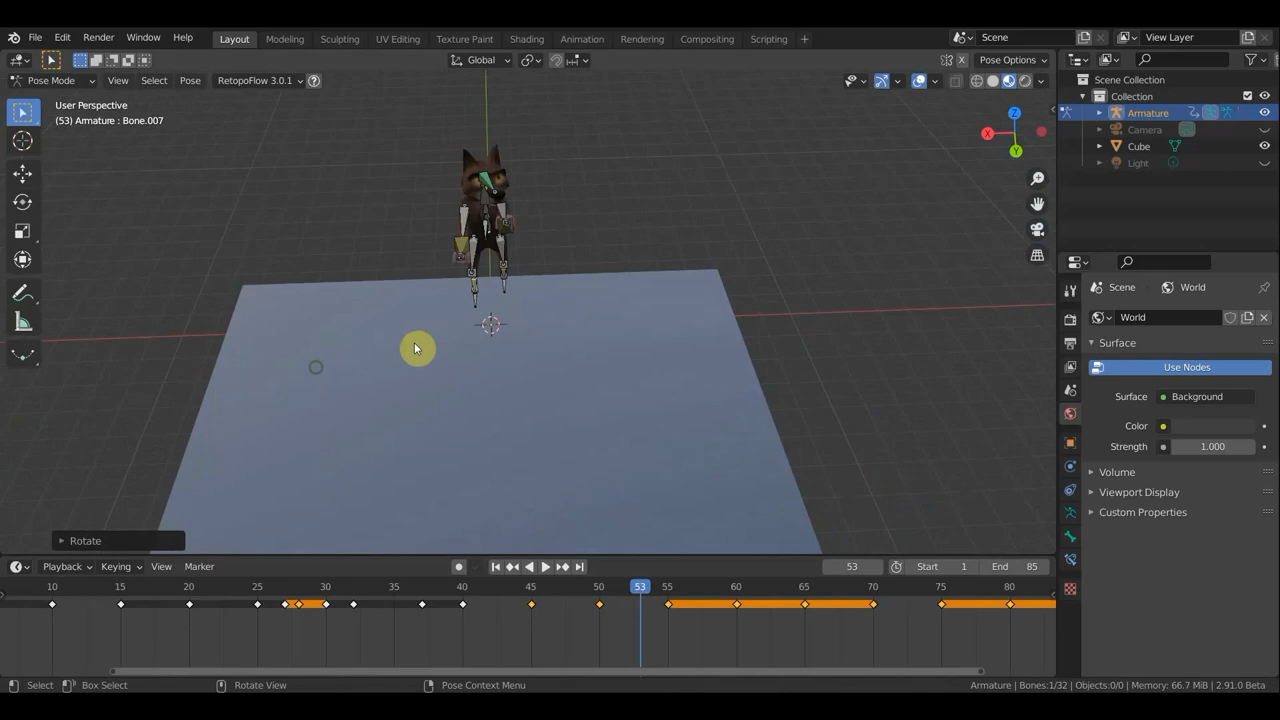 File Edit Render Window Help Layout Modeling Sculpting UV Editing Texture Paint Shading Animation Rendering Compositing Scripting + Scene View Layer
Global Pose Options
Pose Mode View Select Pose RetopoFlow 3.0.1 ?
User Perspective
(53) Armature : Bone.007
X
Y
Z
Scene Collection
Collection
Armature
Camera
Cube
Light
Scene World
World
Surface
Use Nodes
Surface Background
Color
Strength 1.000
Volume
Viewport Display
Custom Properties
Rotate
Playback Keying View Marker 53 Start 1 End 85
10 15 20 25 30 35 40 45 50 53 55 60 65 70 75 80
Select Box Select Rotate View Pose Context Menu Armature | Bones:1/32 | Objects:0/0 | Memory: 66.7 MiB | 2.91.0 Beta